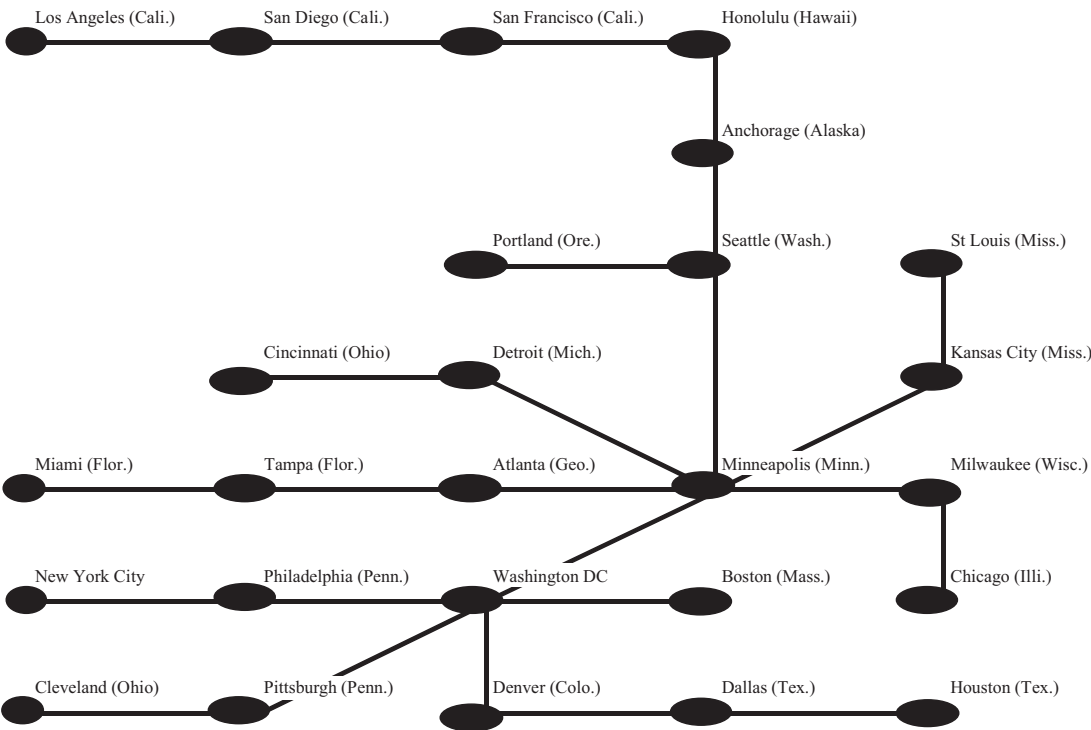 Los Angeles (Cali.)
San Diego (Cali.)
San Francisco (Cali.)
Honolulu (Hawaii)
Anchorage (Alaska)
Portland (Ore.)
Seattle (Wash.)
St Louis (Miss.)
Cincinnati (Ohio)
Detroit (Mich.)
Kansas City (Miss.)
Miami (Flor.)
Tampa (Flor.)
Atlanta (Geo.)
Minneapolis (Minn.)
Milwaukee (Wisc.)
New York City
Philadelphia (Penn.)
Washington DC
Boston (Mass.)
Chicago (Illi.)
Cleveland (Ohio)
Pittsburgh (Penn.)
Denver (Colo.)
Dallas (Tex.)
Houston (Tex.)